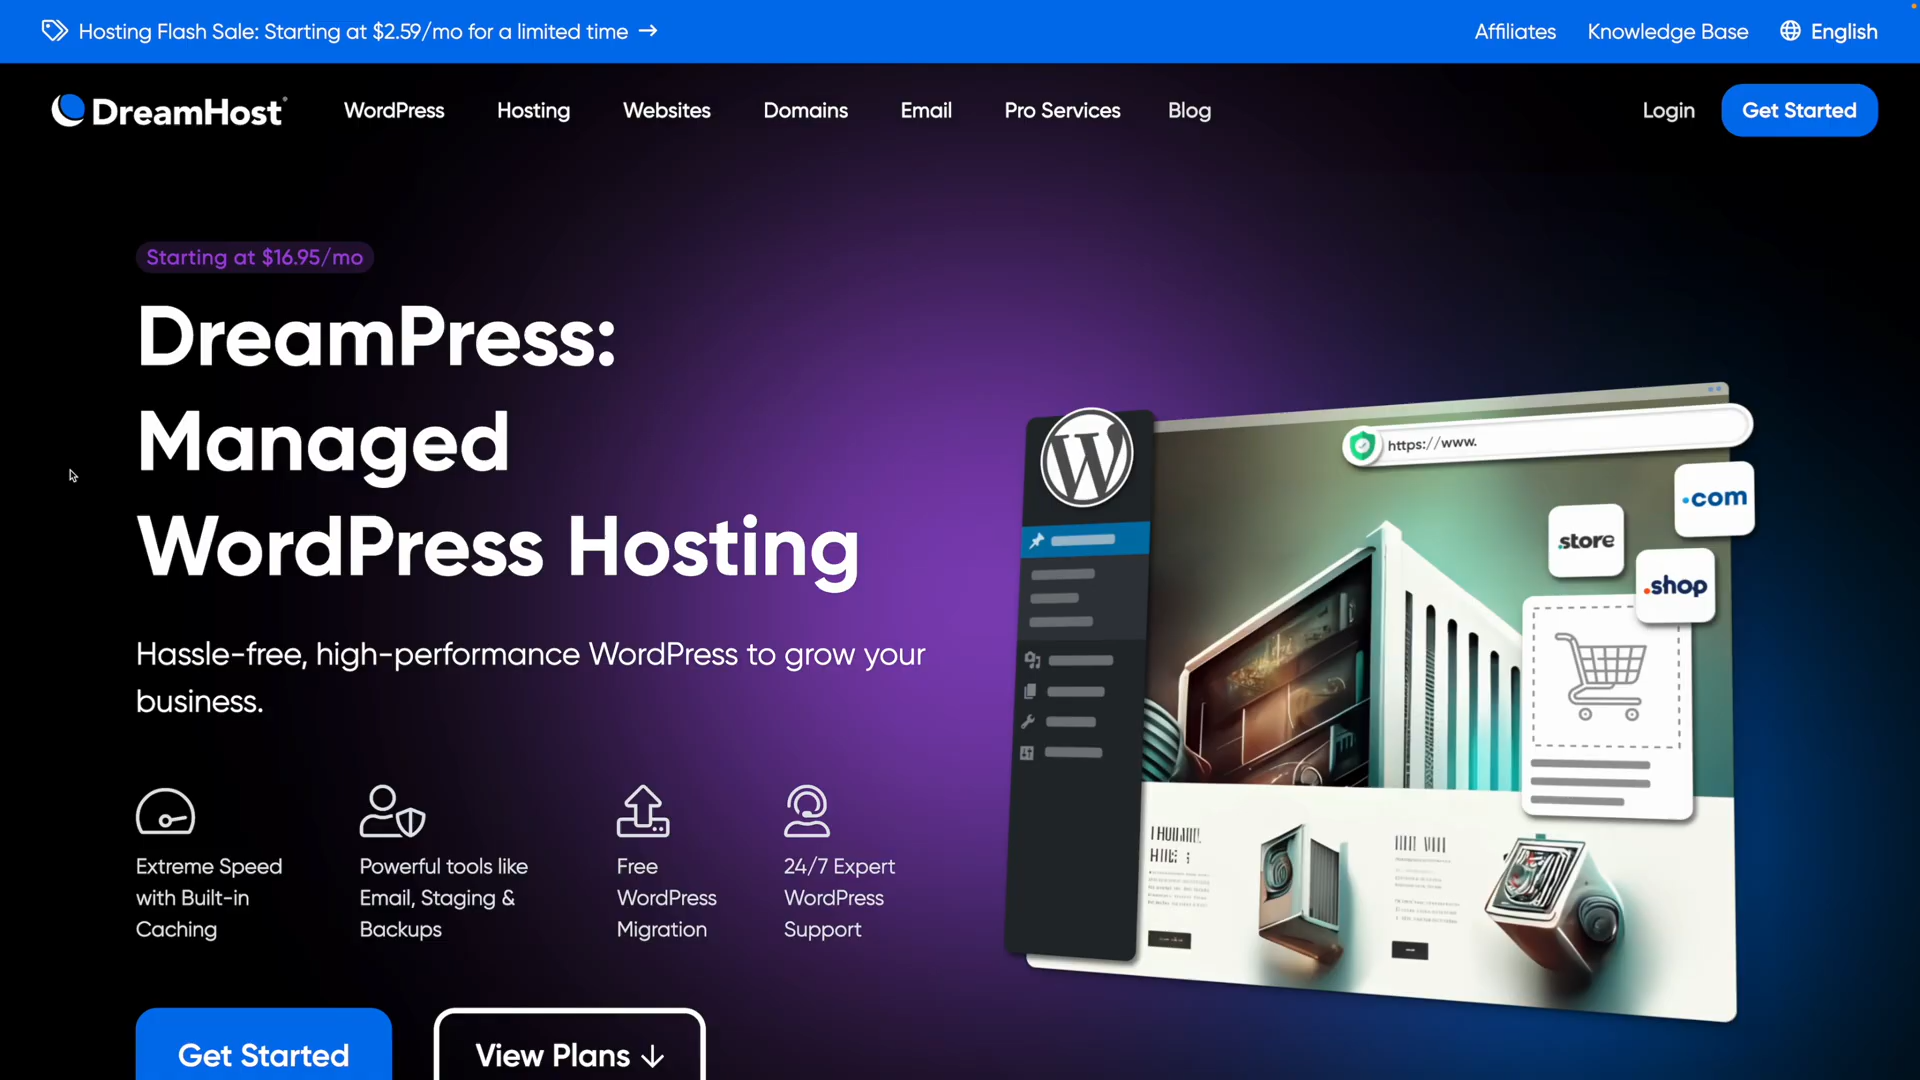 Hosting Flash Sale: Starting at $2.59/mo for a limited time →
Affiliates
Knowledge Base
English
DreamHost
WordPress
Hosting
Websites
Domains
Email
Pro Services
Blog
Login
Get Started
Starting at $16.95/mo
DreamPress:
Managed
WordPress Hosting
Hassle-free, high-performance WordPress to grow your
business.
Extreme Speed
with Built-in
Caching
Powerful tools like
Email, Staging &
Backups
Free
WordPress
Migration
24/7 Expert
WordPress
Support
Get Started
View Plans ↓
https://www.
.com
.store
.shop